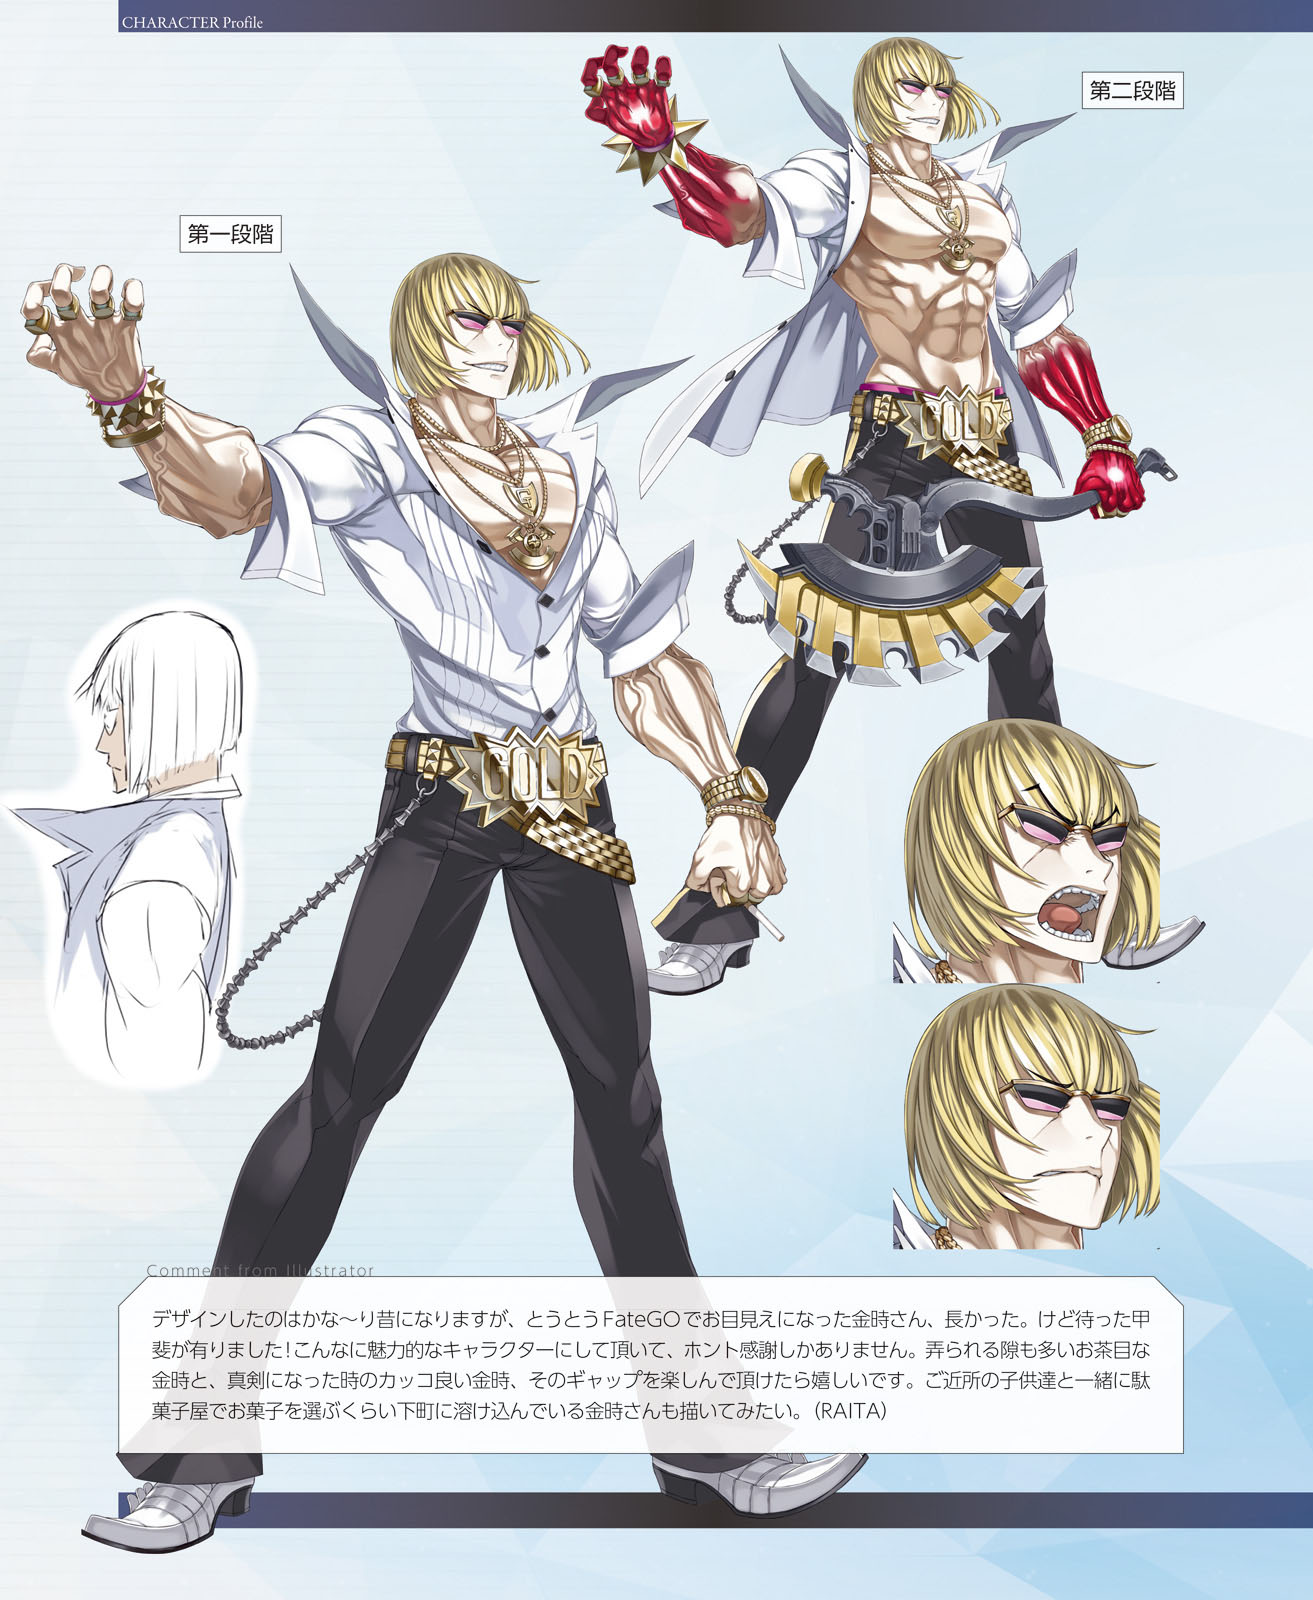 CHARACTER Profile
第二段階
第一段階
G
GOLD
GOLD
Comment from Illustrator
デザインしたのはかな〜り昔になりますが、とうとうFateGOでお目見えになった金時さん、長かった。けど待った甲
斐が有りました!こんなに魅力的なキャラクターにして頂いて、ホント感謝しかありません。弄られる隙も多いお茶目な
金時と、真剣になった時のカッコ良い金時、そのギャップを楽しんで頂けたら嬉しいです。ご近所の子供達と一緒に駄
菓子屋でお菓子を選ぶくらい下町に溶け込んでいる金時さんも描いてみたい。(RAITA)